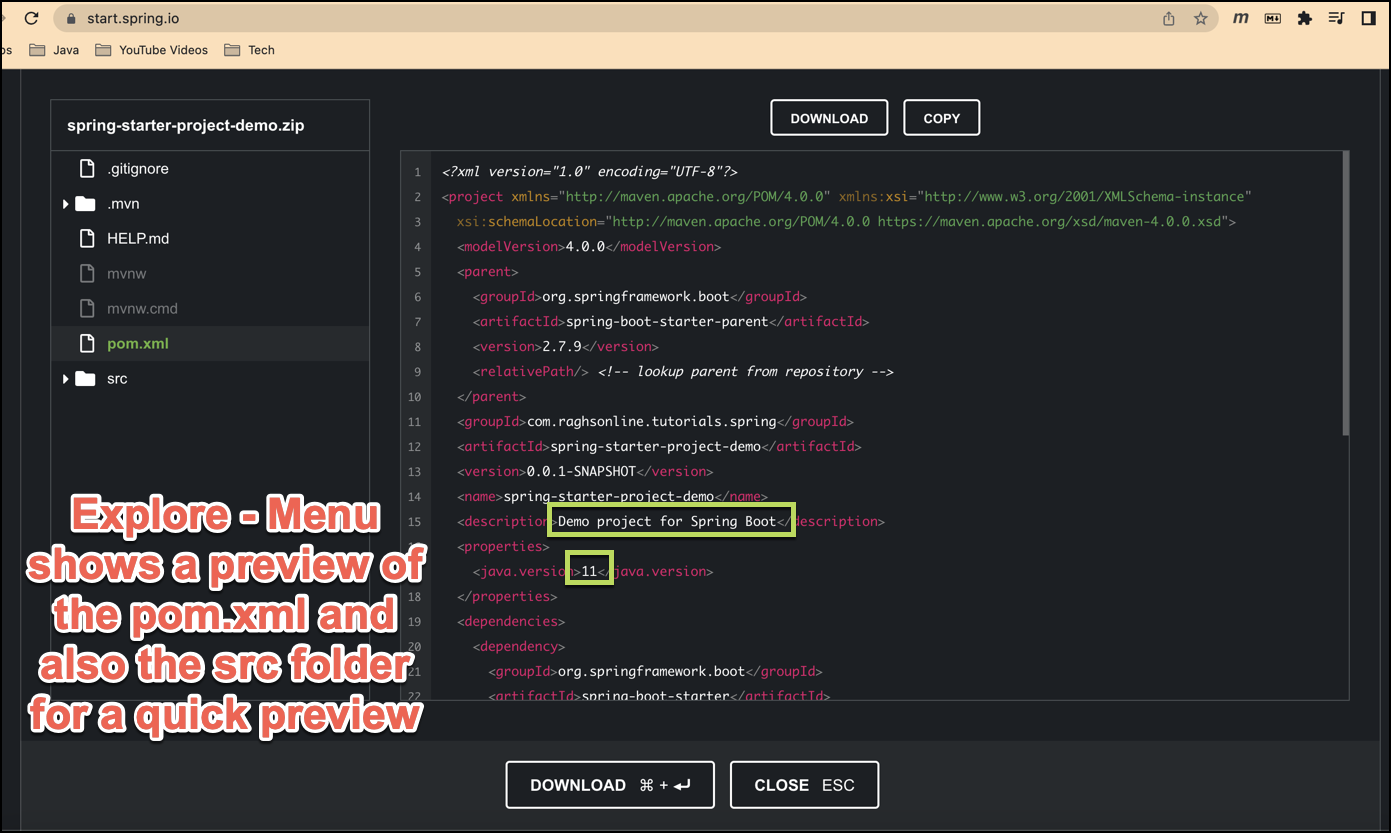 start.spring.io
os Java YouTube Videos Tech
spring-starter-project-demo.zip
.gitignore
.mvn
HELP.md
mvnw
mvnw.cmd
pom.xml
src
DOWNLOAD COPY
1 <?xml version="1.0" encoding="UTF-8"?>
2 <project xmlns="http://maven.apache.org/POM/4.0.0" xmlns:xsi="http://www.w3.org/2001/XMLSchema-instance"
3 xsi:schemaLocation="http://maven.apache.org/POM/4.0.0 https://maven.apache.org/xsd/maven-4.0.0.xsd">
4 <modelVersion>4.0.0</modelVersion>
5 <parent>
6 <groupId>org.springframework.boot</groupId>
7 <artifactId>spring-boot-starter-parent</artifactId>
8 <version>2.7.9</version>
9 <relativePath/> <!-- lookup parent from repository -->
10 </parent>
11 <groupId>com.raghsonline.tutorials.spring</groupId>
12 <artifactId>spring-starter-project-demo</artifactId>
13 <version>0.0.1-SNAPSHOT</version>
14 <name>spring-starter-project-demo</name>
15 <description>Demo project for Spring Boot</description>
<properties>
<java.version>11</java.version>
18 </properties>
19 <dependencies>
20 <dependency>
21 <groupId>org.springframework.boot</groupId>
22 <artifactId>spring-boot-starter</artifactId>
Explore - Menu
shows a preview of
the pom.xml and
also the src folder
for a quick preview
DOWNLOAD ⌘ + ↵ CLOSE ESC